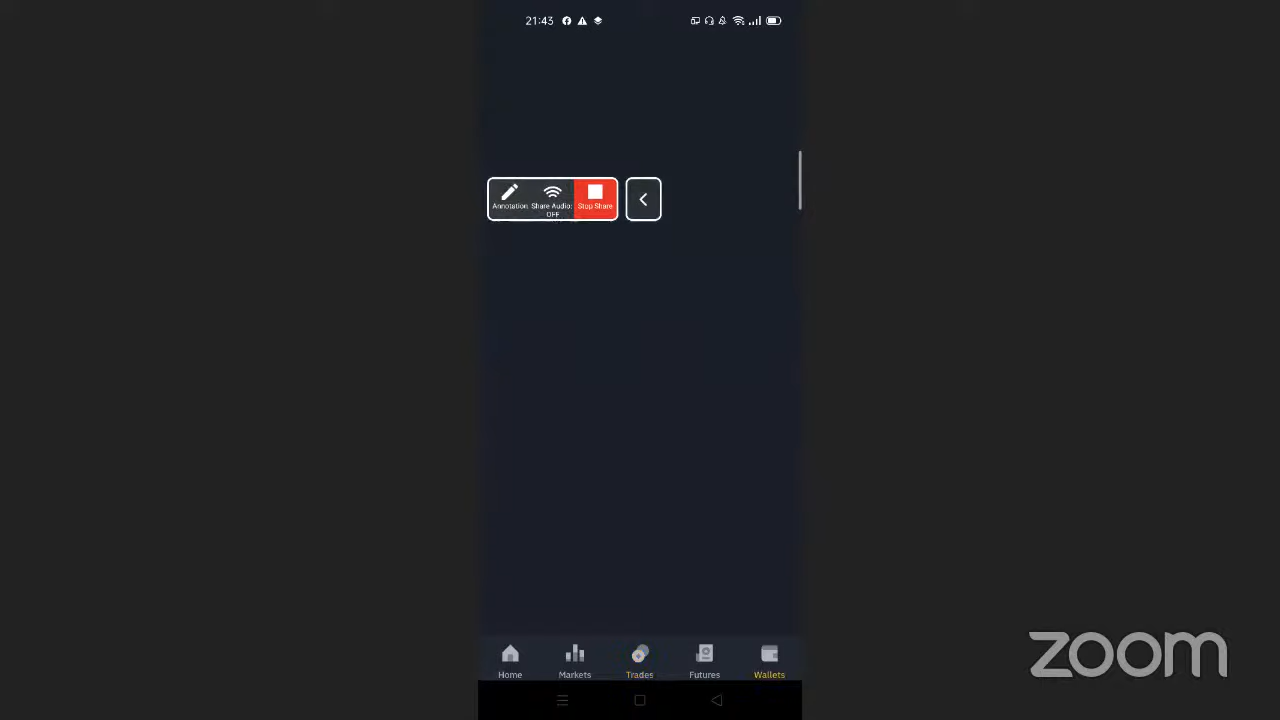 21:43
Annotation
Share Audio:
OFF
Stop Share
Home
Markets
Trades
Futures
Wallets
zoom